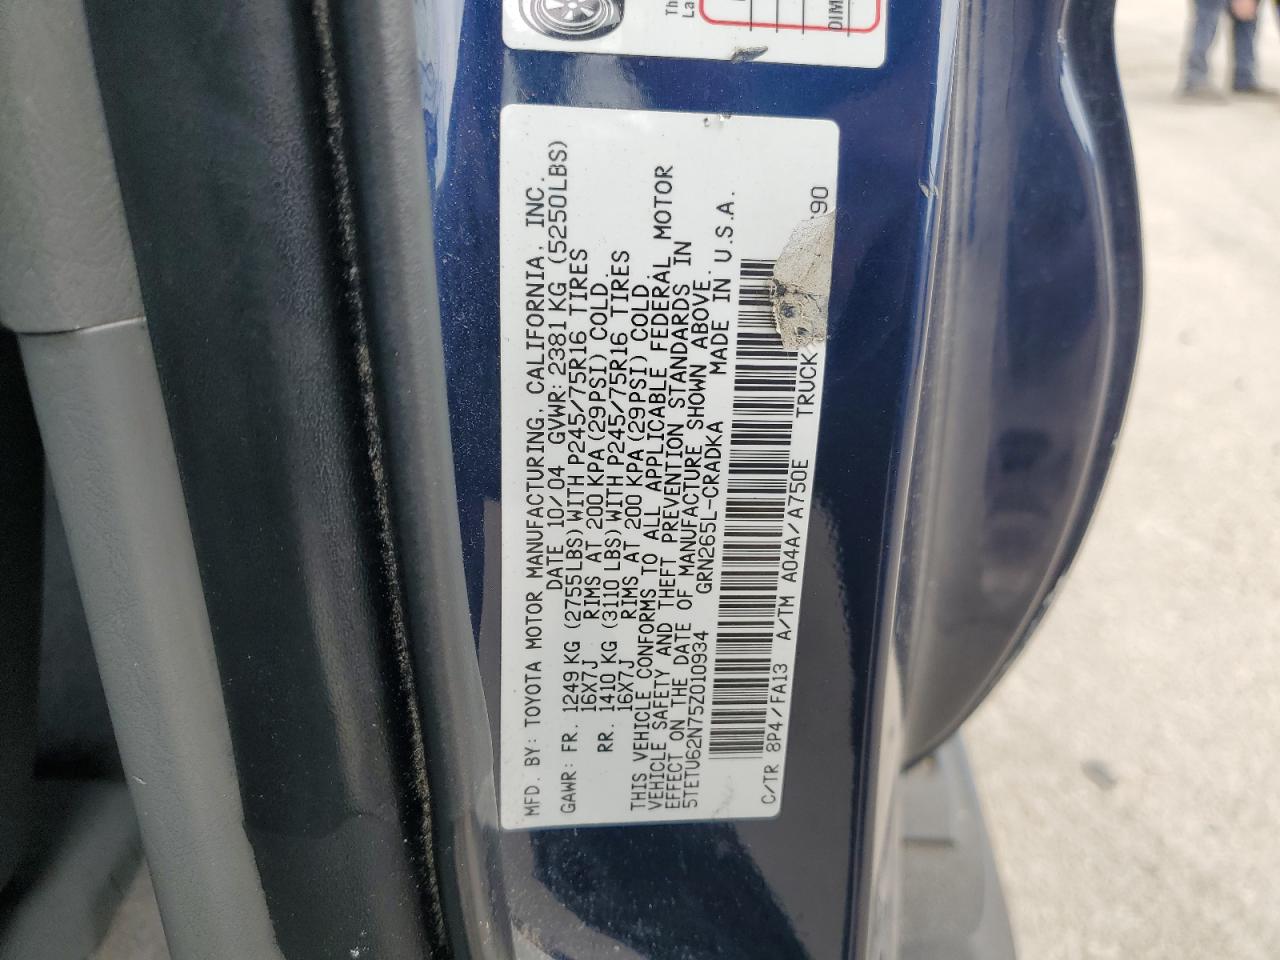 Th
La
DIM
MFD. BY: TOYOTA MOTOR MANUFACTURING, CALIFORNIA, INC.
DATE 10/04 GVWR: 2381 KG (5250LBS)
GAWR: FR. 1249 KG (2755LBS) WITH P245/75R16 TIRES
16X7J RIMS AT 200 KPA (29PSI) COLD
RR. 1410 KG (3110 LBS) WITH P245/75R16 TIRES
16X7J RIMS AT 200 KPA (29PSI) COLD.
THIS VEHICLE CONFORMS TO ALL APPLICABLE FEDERAL MOTOR
VEHICLE SAFETY AND THEFT PREVENTION STANDARDS IN
EFFECT ON THE DATE OF MANUFACTURE SHOWN ABOVE.
5TETU62N75Z010934 GRN265L-CRADKA MADE IN U.S.A.
C/TR 8P4/FA13 A/TM A04A/A750E TRUCK 90